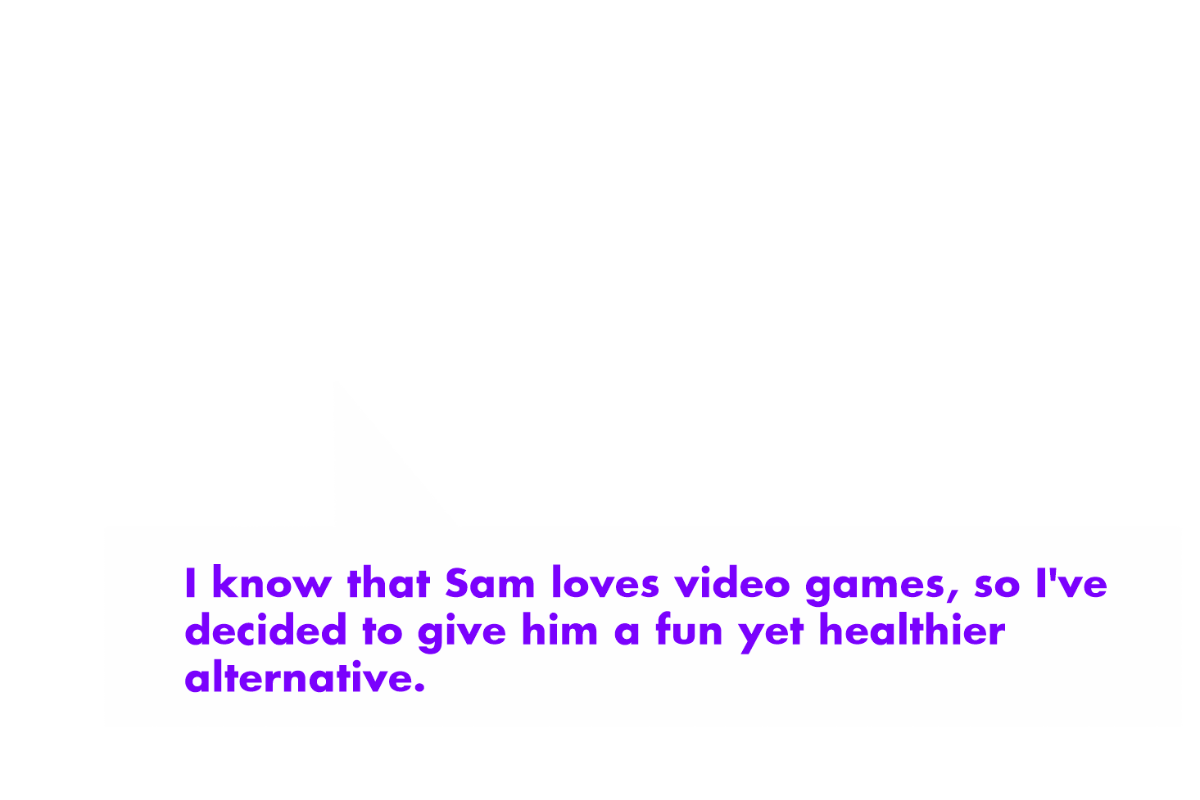 I know that Sam loves video games, so I've
decided to give him a fun yet healthier
alternative.